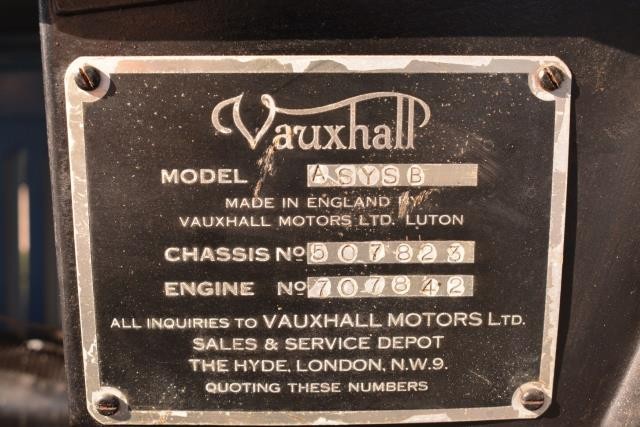 Vauxhall
MODEL ASYSB
MADE IN ENGLAND BY
VAUXHALL MOTORS LTD. LUTON
CHASSIS Nº 507823
ENGINE Nº 707842
ALL INQUIRIES TO VAUXHALL MOTORS LTD.
SALES & SERVICE DEPOT
THE HYDE, LONDON, N.W.9.
QUOTING THESE NUMBERS